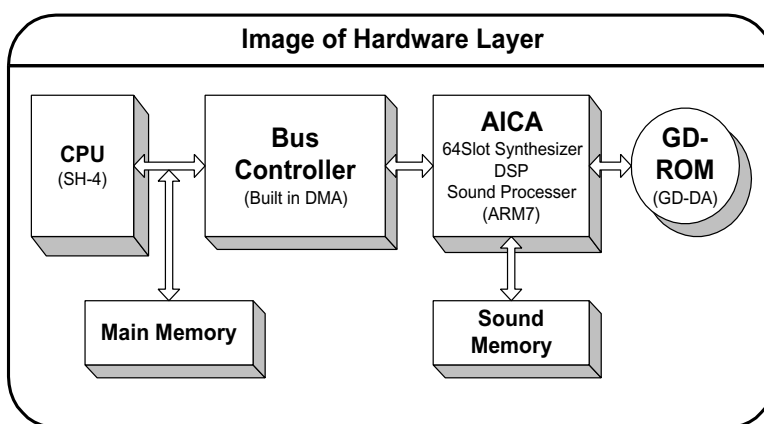 Image of Hardware Layer
CPU
(SH-4)
Bus
Controller
(Built in DMA)
AICA
64Slot Synthesizer
DSP
Sound Processer
(ARM7)
GD-
ROM
(GD-DA)
Main Memory
Sound
Memory